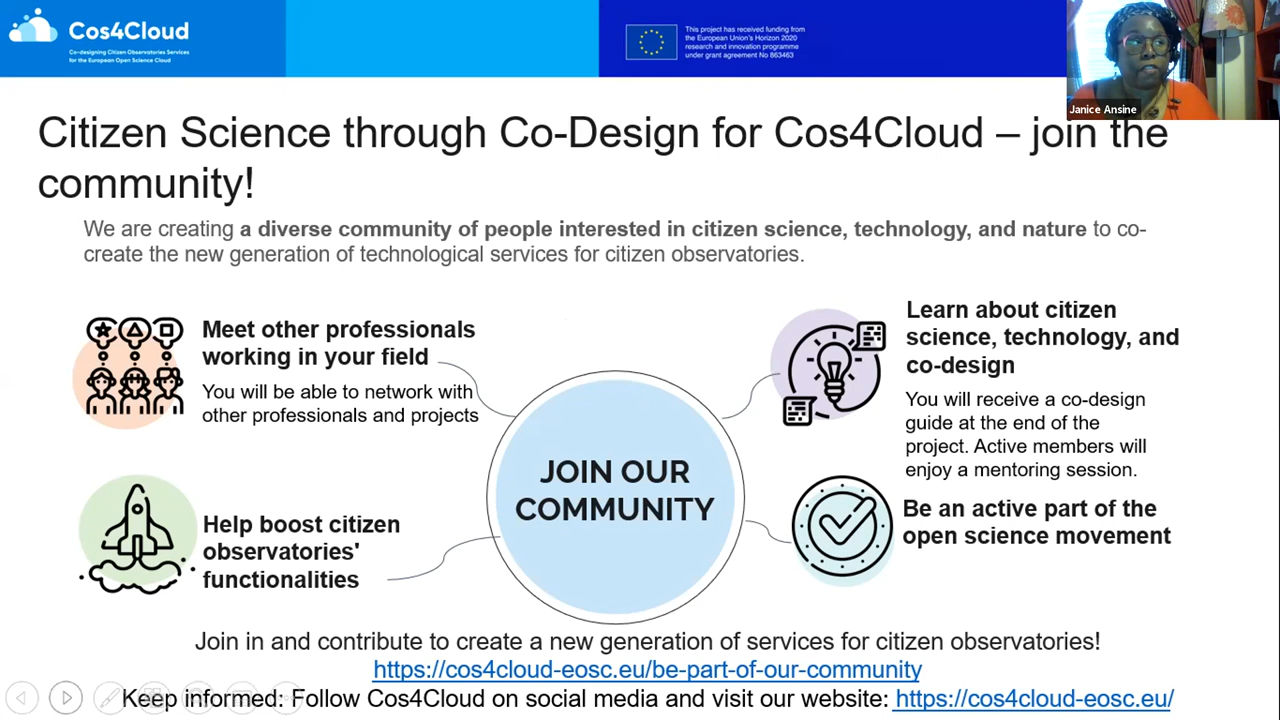 Cos4Cloud
Co-designing Citizen Observatories Services
for the European Open Science Cloud
This project has received funding from
the European Union's Horizon 2020
research and innovation programme
under grant agreement No 863463
Janice Ansine
Citizen Science through Co-Design for Cos4Cloud – join the
community!
We are creating a diverse community of people interested in citizen science, technology, and nature to co-
create the new generation of technological services for citizen observatories.
Meet other professionals
working in your field
You will be able to network with
other professionals and projects
Learn about citizen
science, technology, and
co-design
You will receive a co-design
guide at the end of the
project. Active members will
enjoy a mentoring session.
JOIN OUR
COMMUNITY
Help boost citizen
observatories'
functionalities
Be an active part of the
open science movement
Join in and contribute to create a new generation of services for citizen observatories!
https://cos4cloud-eosc.eu/be-part-of-our-community
Keep informed: Follow Cos4Cloud on social media and visit our website: https://cos4cloud-eosc.eu/